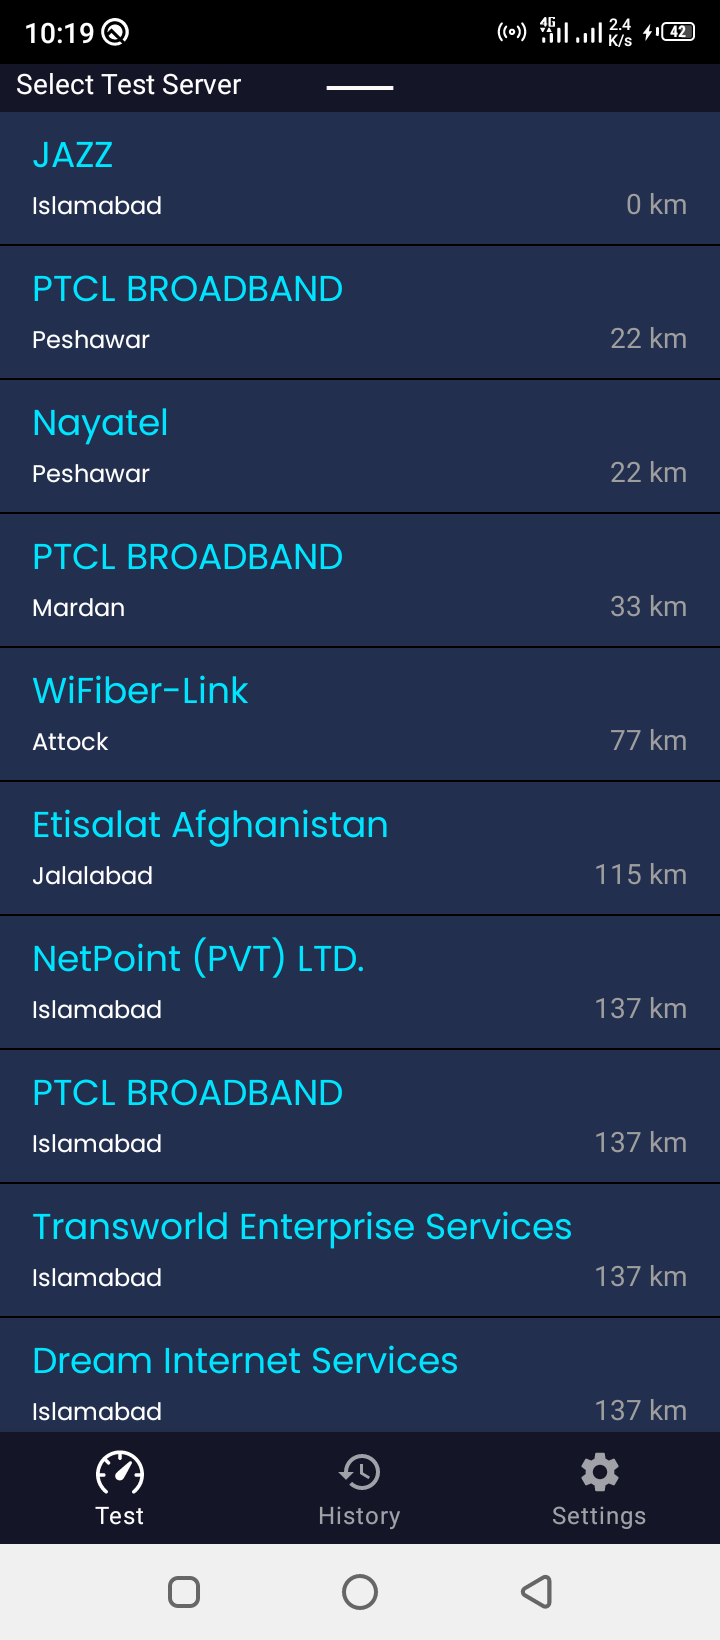 10:19
4G
2.4
K/s
42
Select Test Server
JAZZ
Islamabad 0 km
PTCL BROADBAND
Peshawar 22 km
Nayatel
Peshawar 22 km
PTCL BROADBAND
Mardan 33 km
WiFiber-Link
Attock 77 km
Etisalat Afghanistan
Jalalabad 115 km
NetPoint (PVT) LTD.
Islamabad 137 km
PTCL BROADBAND
Islamabad 137 km
Transworld Enterprise Services
Islamabad 137 km
Dream Internet Services
Islamabad 137 km
Test History Settings